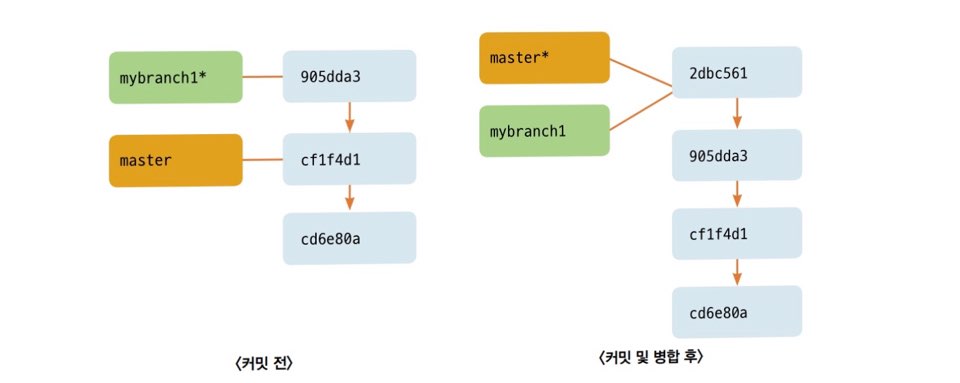 mybranch1*
905dda3
master
cf1f4d1
cd6e80a
〈커밋 전〉
master*
mybranch1
2dbc561
905dda3
cf1f4d1
cd6e80a
〈커밋 및 병합 후〉